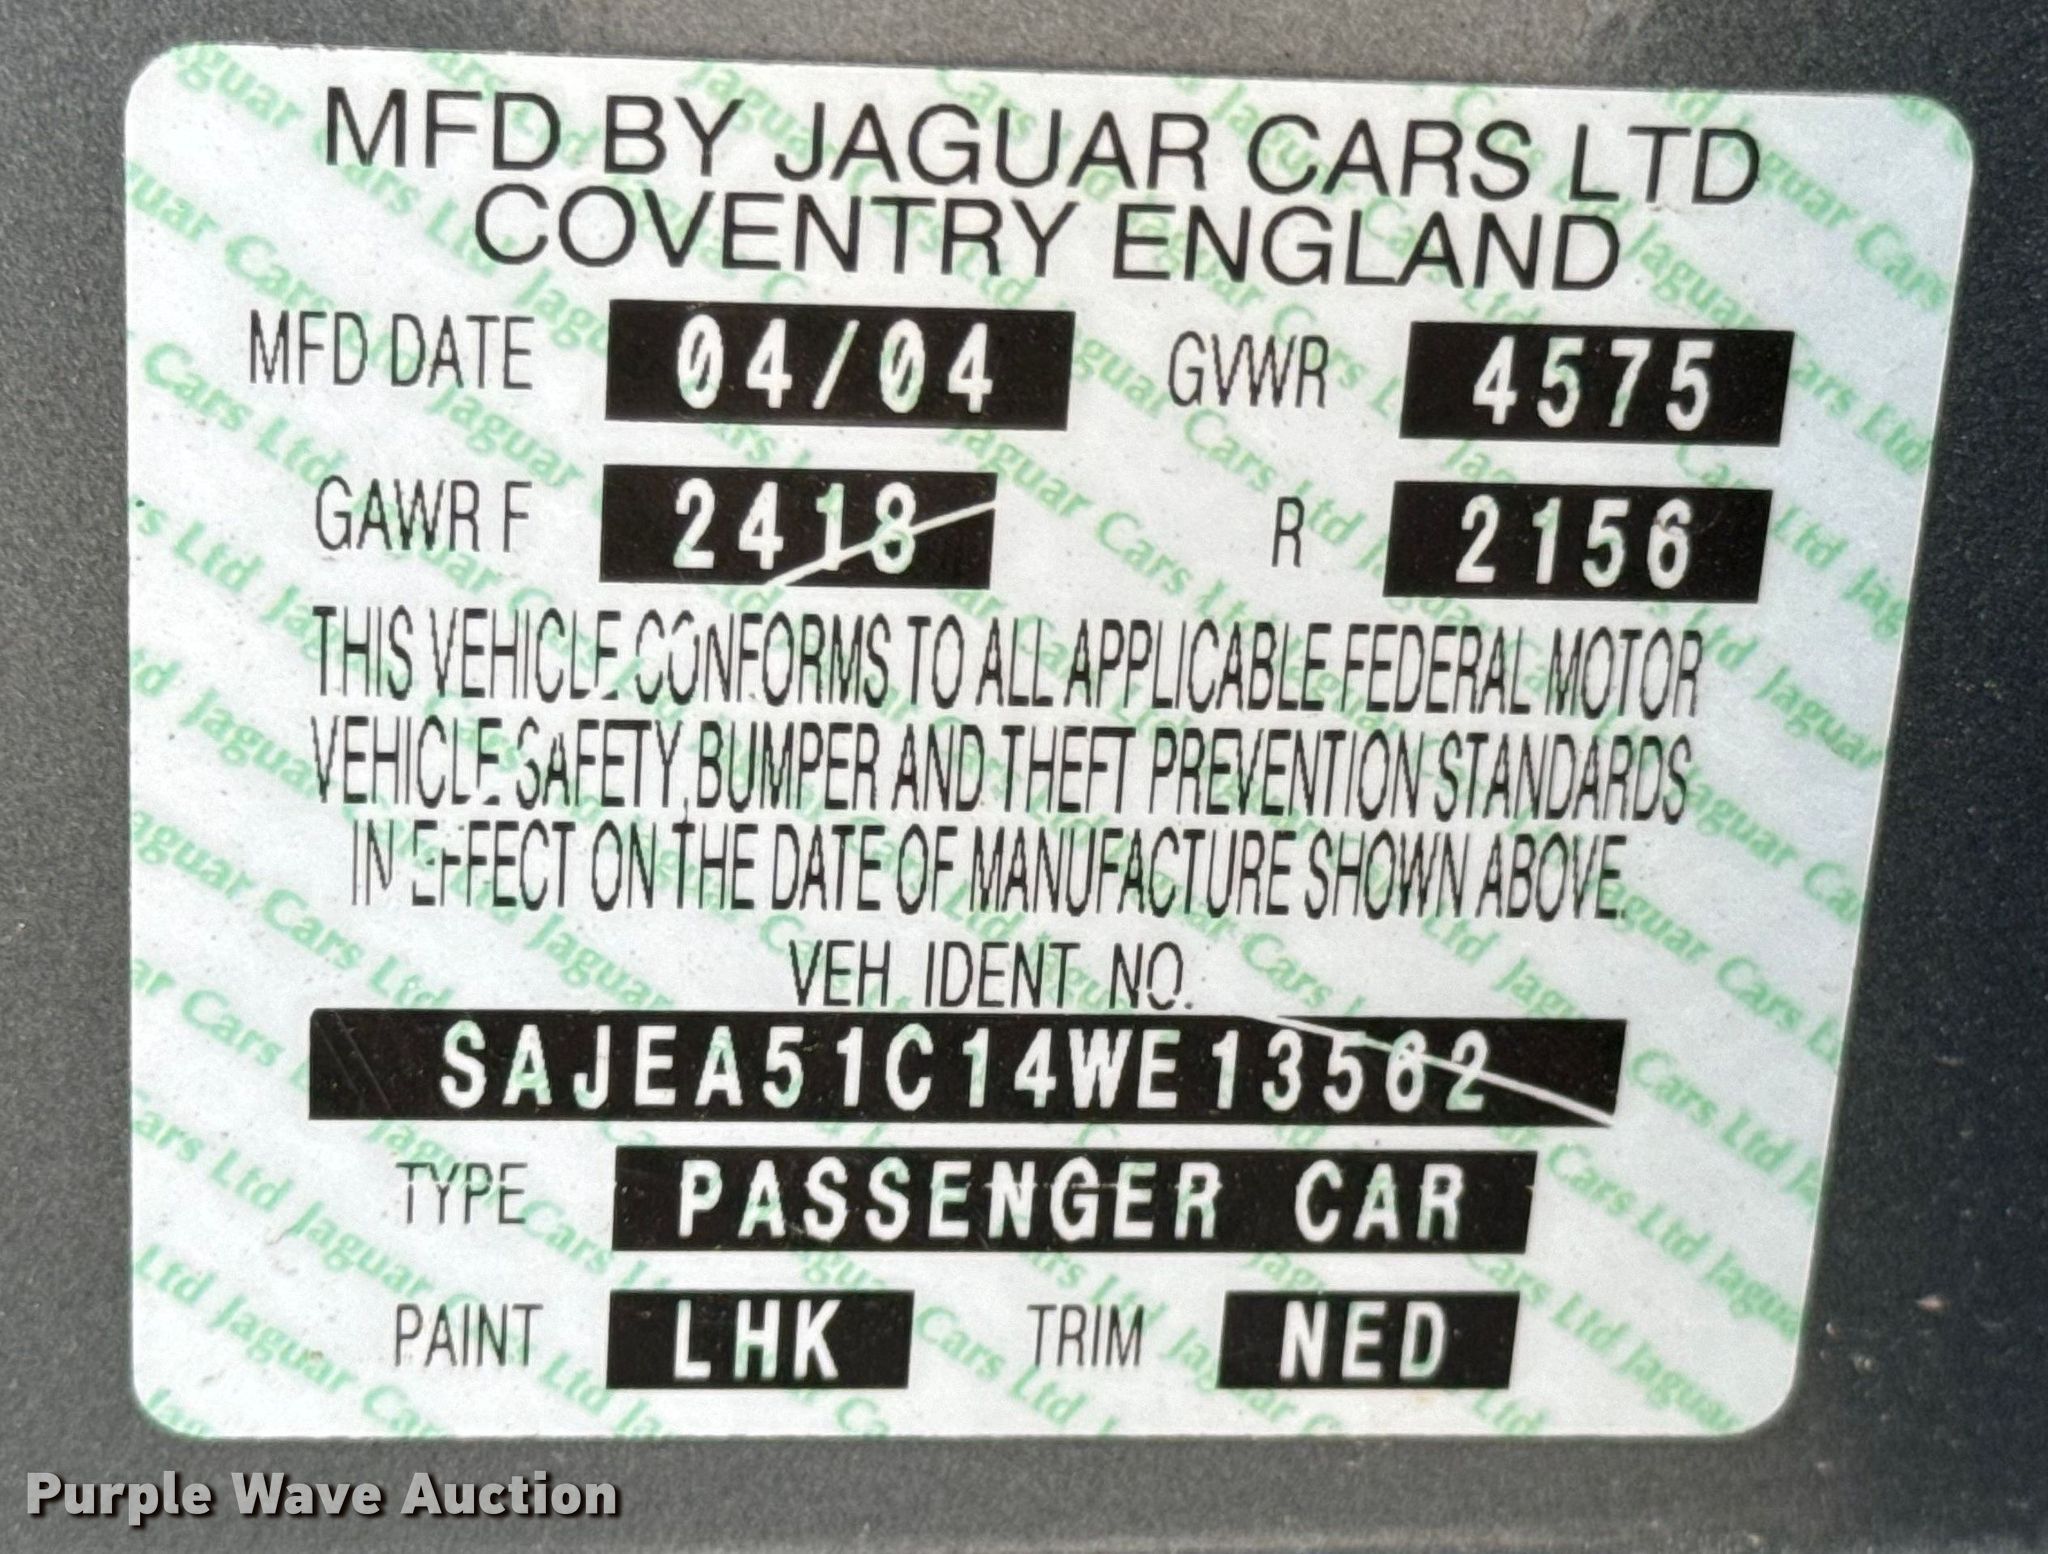 MFD BY JAGUAR CARS LTD
COVENTRY ENGLAND
MFD DATE 04/04 GVWR 4575
GAWR F 2418 R 2156
THIS VEHICLE CONFORMS TO ALL APPLICABLE FEDERAL MOTOR
VEHICLE SAFETY, BUMPER AND THEFT PREVENTION STANDARDS
IN EFFECT ON THE DATE OF MANUFACTURE SHOWN ABOVE.
VEH. IDENT. NO.
SAJEA51C14WE13562
TYPE PASSENGER CAR
PAINT LHK TRIM NED
Purple Wave Auction